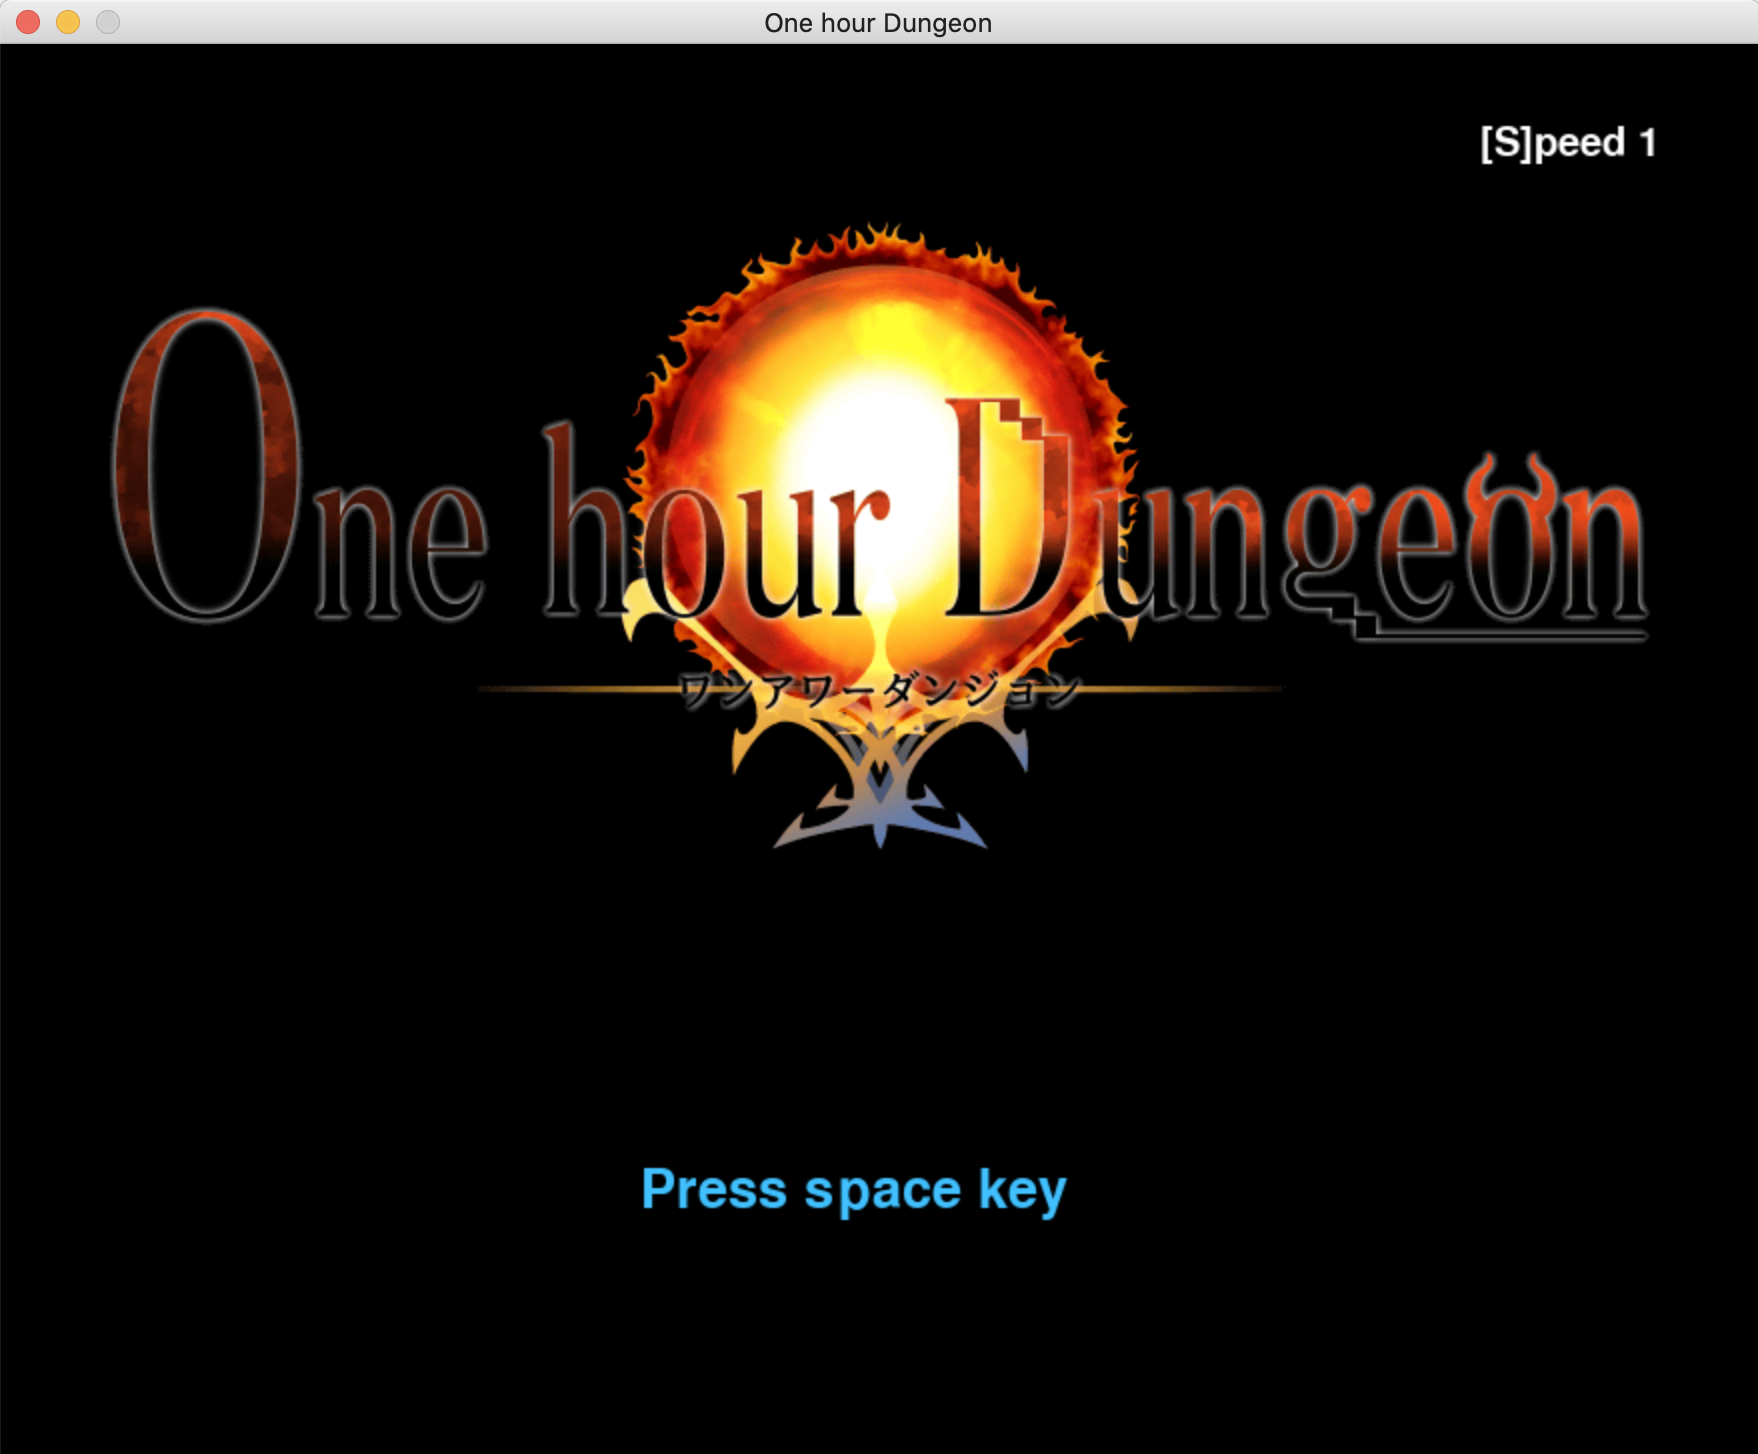 One hour Dungeon
[S]peed 1
One hour Dungeon
ワンアワーダンジョン
Press space key